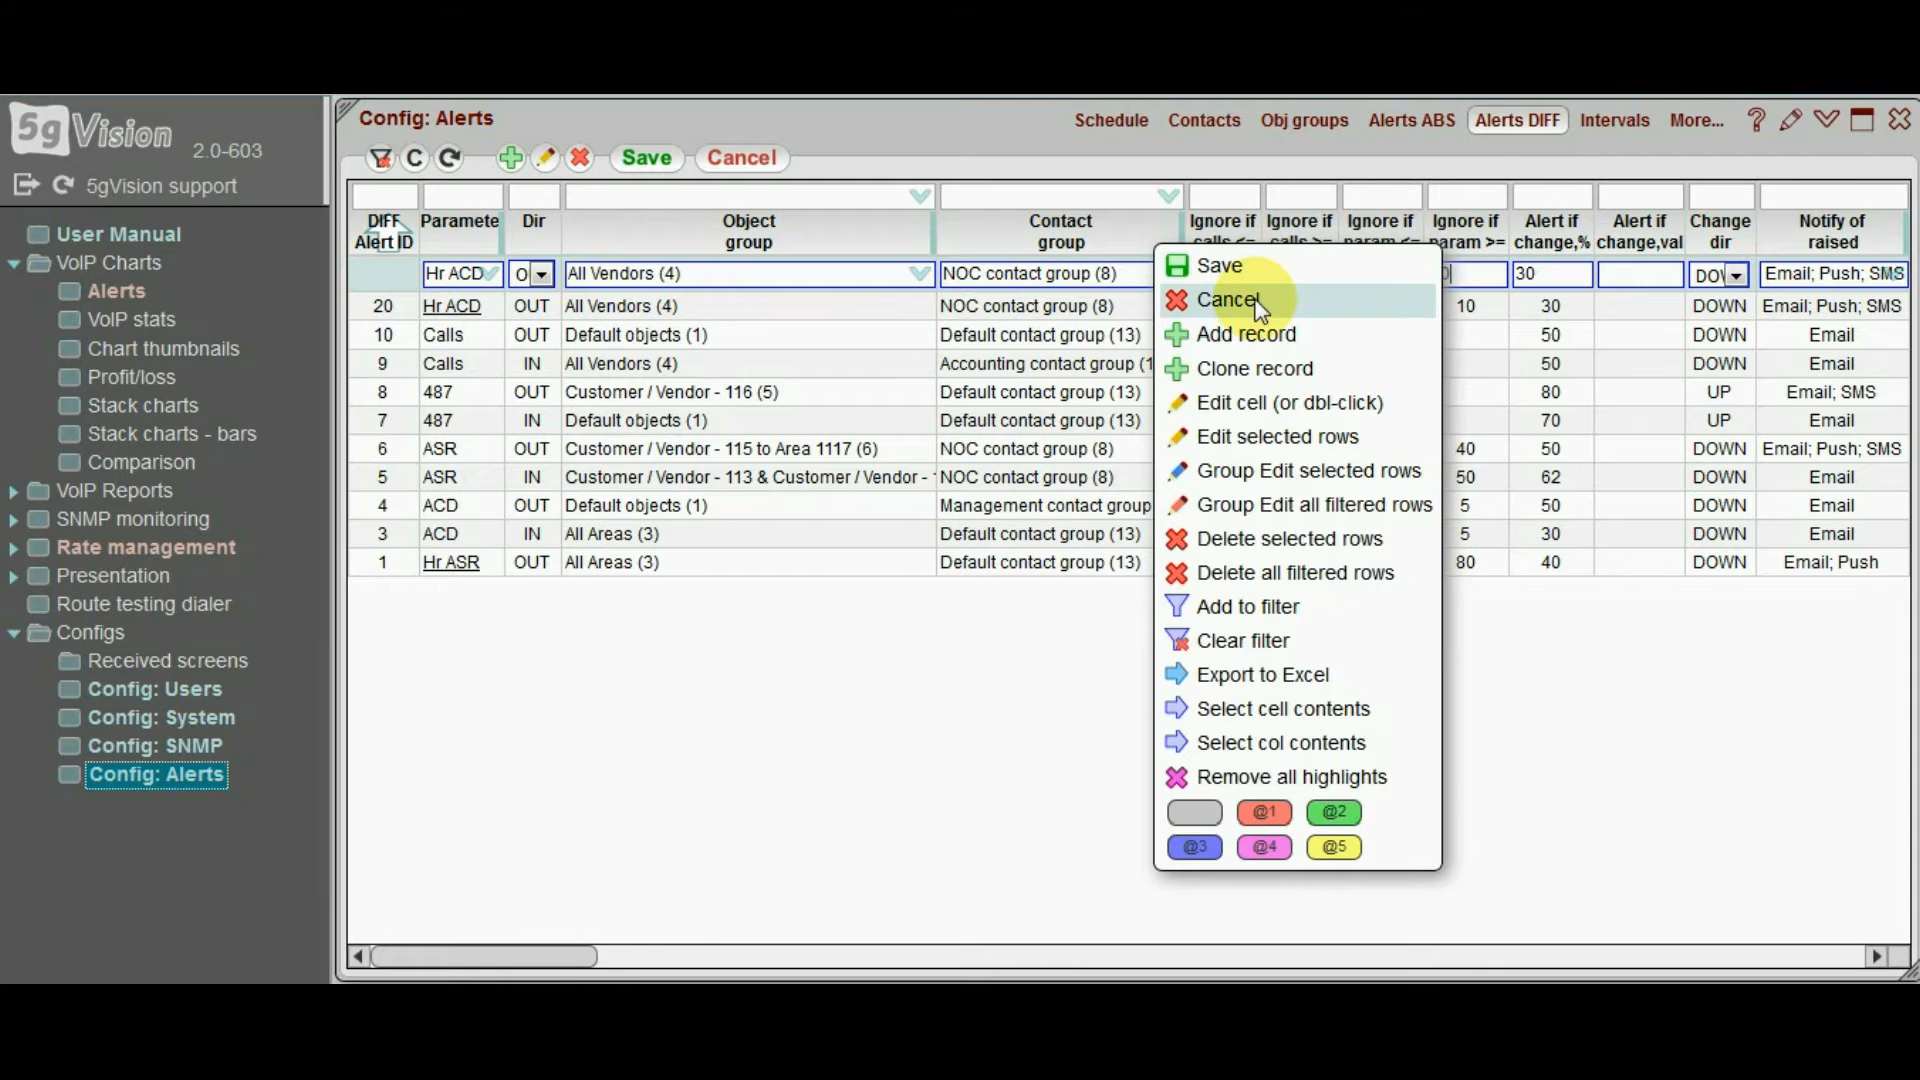 5g Vision 2.0-603
5gVision support
User Manual
VoIP Charts
Alerts
VoIP stats
Chart thumbnails
Profit/loss
Stack charts
Stack charts - bars
Comparison
VoIP Reports
SNMP monitoring
Rate management
Presentation
Route testing dialer
Configs
Received screens
Config: Users
Config: System
Config: SNMP
Config: Alerts
Config: Alerts
Schedule Contacts Obj groups Alerts ABS Alerts DIFF Intervals More... ?
C Save Cancel
DIFF Paramete Dir Object Contact Ignore if Ignore if Ignore if Ignore if Alert if Alert if Change Notify of
Alert ID group group calls <= calls >= param <= param >= change,% change,val dir raised
Hr ACD O All Vendors (4) NOC contact group (8) 0 30 DOV Email; Push; SMS
20 Hr ACD OUT All Vendors (4) NOC contact group (8) 10 30 DOWN Email; Push; SMS
10 Calls OUT Default objects (1) Default contact group (13) 50 DOWN Email
9 Calls IN All Vendors (4) Accounting contact group (1 50 DOWN Email
8 487 OUT Customer / Vendor - 116 (5) Default contact group (13) 80 UP Email; SMS
7 487 IN Default objects (1) Default contact group (13) 70 UP Email
6 ASR OUT Customer / Vendor - 115 to Area 1117 (6) NOC contact group (8) 40 50 DOWN Email; Push; SMS
5 ASR IN Customer / Vendor - 113 & Customer / Vendor - NOC contact group (8) 50 62 DOWN Email
4 ACD OUT Default objects (1) Management contact group 5 50 DOWN Email
3 ACD IN All Areas (3) Default contact group (13) 5 30 DOWN Email
1 Hr ASR OUT All Areas (3) Default contact group (13) 80 40 DOWN Email; Push
Save
Cancel
Add record
Clone record
Edit cell (or dbl-click)
Edit selected rows
Group Edit selected rows
Group Edit all filtered rows
Delete selected rows
Delete all filtered rows
Add to filter
Clear filter
Export to Excel
Select cell contents
Select col contents
Remove all highlights
@1 @2
@3 @4 @5